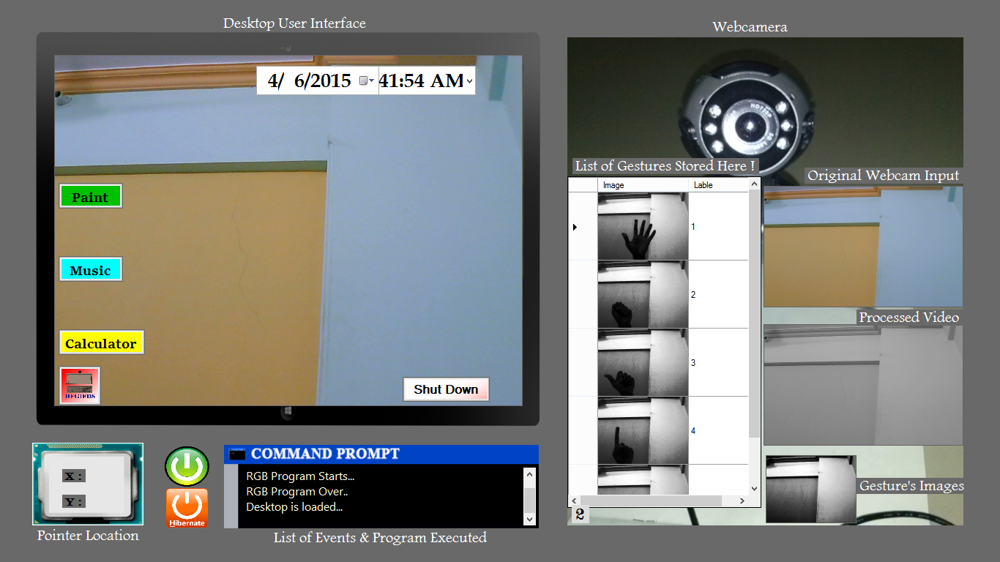 Desktop User Interface
4/ 6/2015 41:54 AM
Paint
Music
Calculator
Shut Down
X :
Y :
Pointer Location
Hibernate
COMMAND PROMPT
RGB Program Starts...
RGB Program Over..
Desktop is loaded...
List of Events & Program Executed
Webcamera
HD720P
List of Gestures Stored Here !
Image Lable
1
2
3
4
2
Original Webcam Input
Processed Video
Gesture's Images